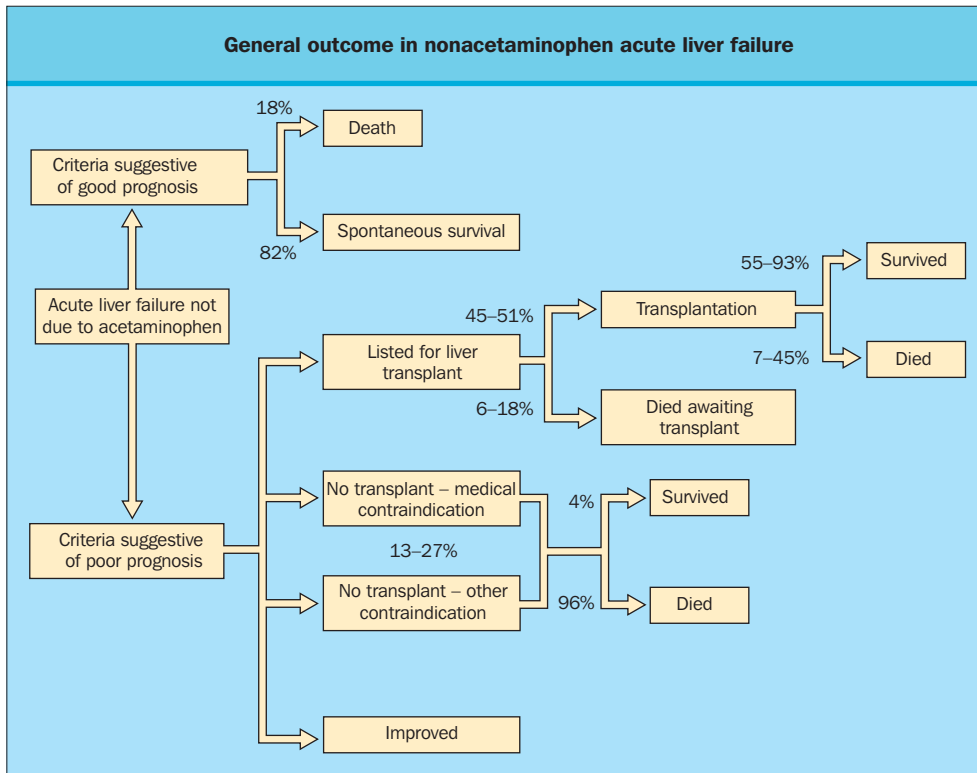 General outcome in nonacetaminophen acute liver failure
18%
Death
Criteria suggestive
of good prognosis
Spontaneous survival
82%
55–93%
Survived
Acute liver failure not
due to acetaminophen
45–51%
Transplantation
Listed for liver
transplant
7–45%
Died
6–18%
Died awaiting
transplant
No transplant – medical
contraindication
4%
Survived
Criteria suggestive
of poor prognosis
13–27%
No transplant – other
contraindication
96%
Died
Improved